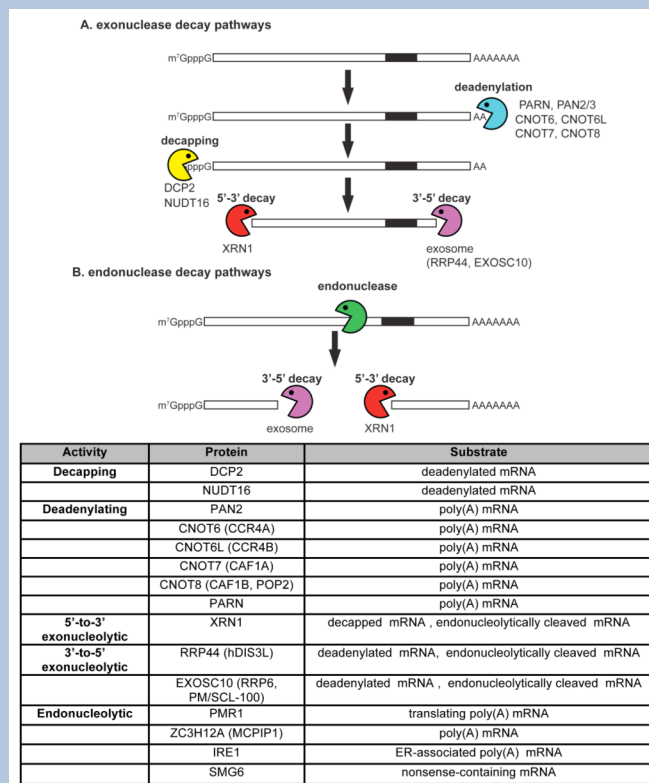 A. exonuclease decay pathways
m⁷GpppG AAAAAAA
deadenylation
m⁷GpppG AA
PARN, PAN2/3
CNOT6, CNOT6L
CNOT7, CNOT8
decapping
pppG AA
DCP2
NUDT16
5'-3' decay 3'-5' decay
XRN1 exosome
(RRP44, EXOSC10)
B. endonuclease decay pathways
endonuclease
m⁷GpppG AAAAAAA
3'-5' decay 5'-3' decay
m⁷GpppG AAAAAAA
exosome XRN1
Activity Protein Substrate
Decapping DCP2 deadenylated mRNA
NUDT16 deadenylated mRNA
Deadenylating PAN2 poly(A) mRNA
CNOT6 (CCR4A) poly(A) mRNA
CNOT6L (CCR4B) poly(A) mRNA
CNOT7 (CAF1A) poly(A) mRNA
CNOT8 (CAF1B, POP2) poly(A) mRNA
PARN poly(A) mRNA
5'-to-3' XRN1 decapped mRNA , endonucleolytically cleaved mRNA
exonucleolytic
3'-to-5' RRP44 (hDIS3L) deadenylated mRNA, endonucleolytically cleaved mRNA
exonucleolytic
EXOSC10 (RRP6, deadenylated mRNA , endonucleolytically cleaved mRNA
PM/SCL-100)
Endonucleolytic PMR1 translating poly(A) mRNA
ZC3H12A (MCPIP1) poly(A) mRNA
IRE1 ER-associated poly(A) mRNA
SMG6 nonsense-containing mRNA